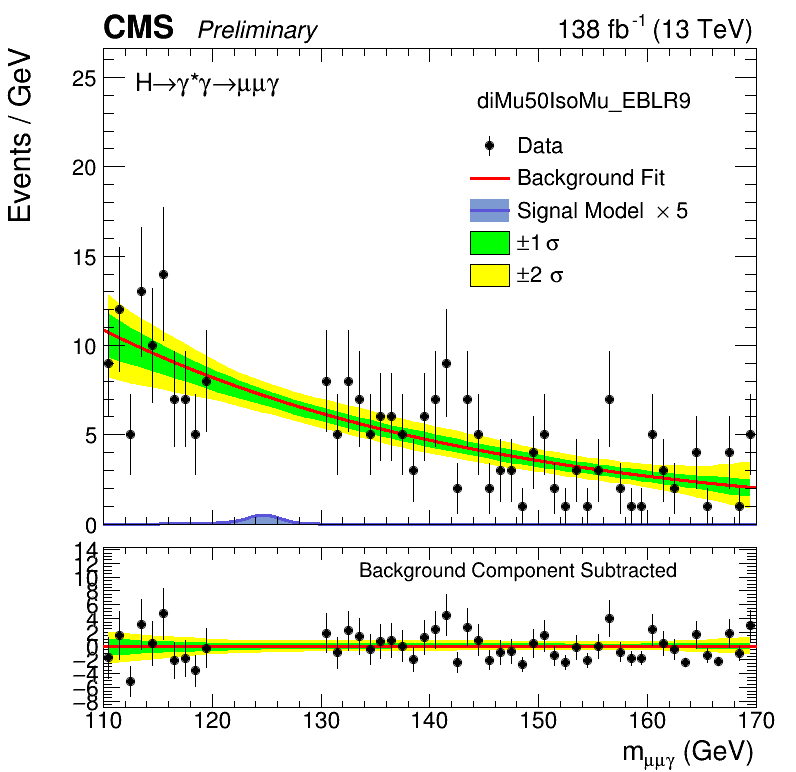 CMS Preliminary 138 fb-1 (13 TeV)
Events / GeV
H→γ*γ→μμγ
diMu50IsoMu_EBLR9
Data
Background Fit
Signal Model × 5
±1 σ
±2 σ
25
20
15
10
5
0
Background Component Subtracted
14
12
10
8
6
4
2
0
−2
−4
−6
−8
110 120 130 140 150 160 170
mμμγ (GeV)